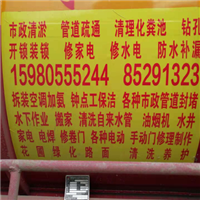 市政清淤 管道疏通 清理化粪池 钻孔
开锁装锁 修家电 修水电 防水补漏
15980555244 85291323
拆装空调加氨 钟点工保洁 各种市政管道封堵
水下作业 搬家 清洗自来水管 油烟机 水井
家电 电焊 修卷门 各种电动 手动门修理制作
花园绿化路面 清洗养护